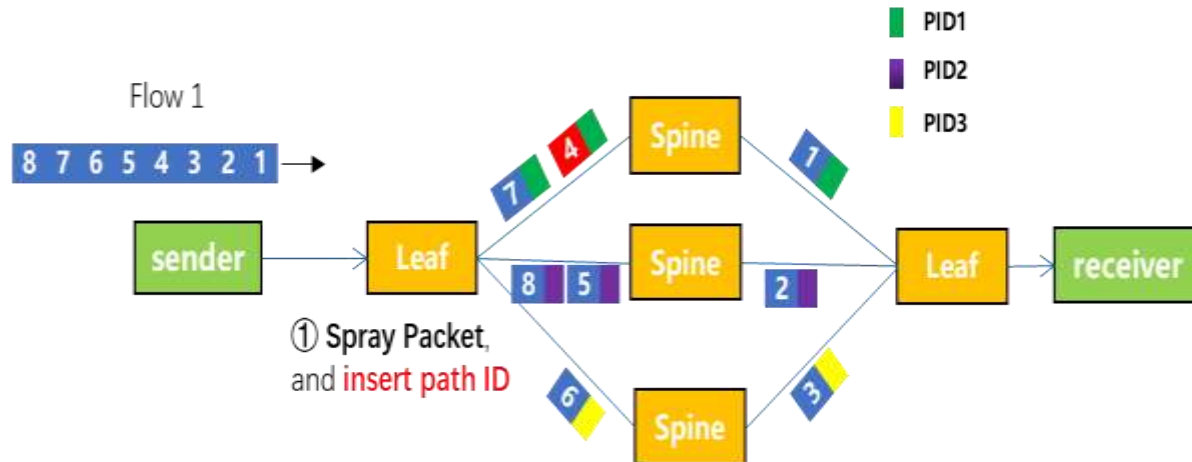 PID1
PID2
PID3
Flow 1
8 7 6 5 4 3 2 1
Spine
4
7
1
sender
Leaf
Spine
Leaf
receiver
8 5
2
① Spray Packet,
and insert path ID
6
3
Spine